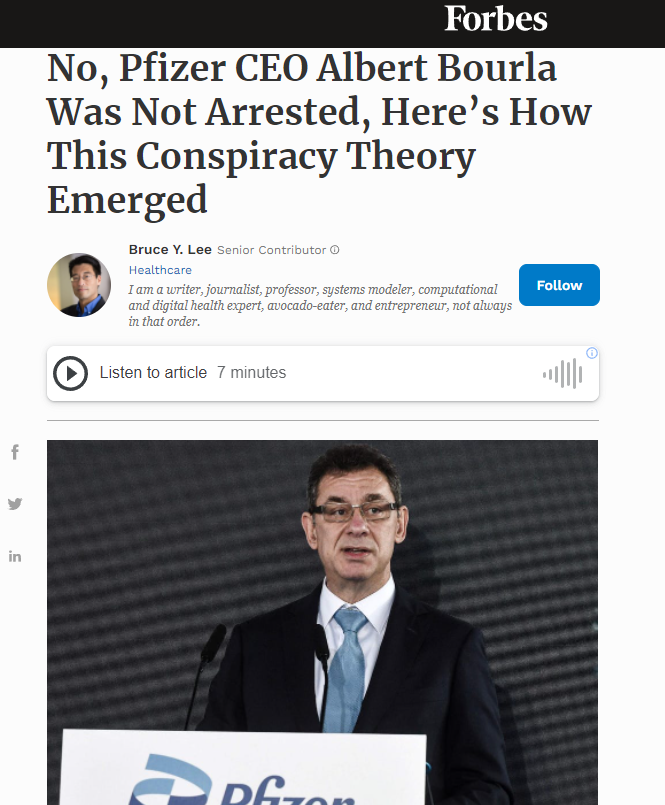 Forbes
No, Pfizer CEO Albert Bourla
Was Not Arrested, Here’s How
This Conspiracy Theory
Emerged
Bruce Y. Lee Senior Contributor
Healthcare
I am a writer, journalist, professor, systems modeler, computational
and digital health expert, avocado-eater, and entrepreneur, not always
in that order.
Follow
Listen to article 7 minutes
Pfizer